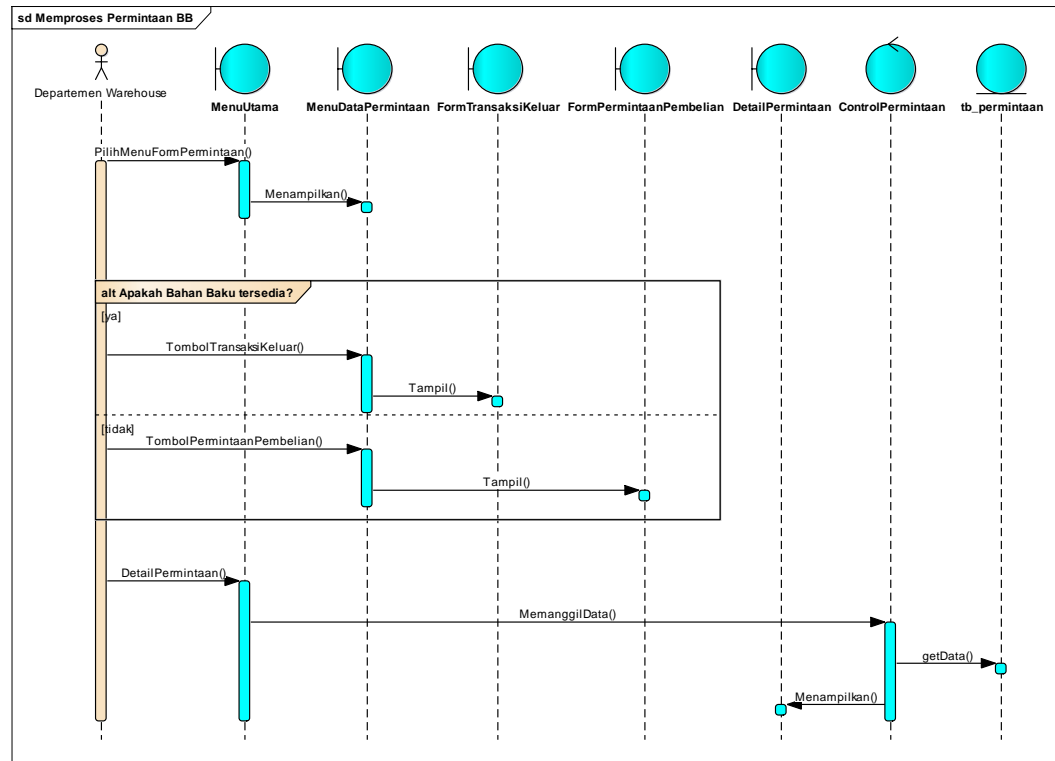 sd Memproses Permintaan BB
Departemen Warehouse
MenuUtama
MenuDataPermintaan
FormTransaksiKeluar
FormPermintaanPembelian
DetailPermintaan
ControlPermintaan
tb_permintaan
PilihMenuFormPermintaan()
Menampilkan()
alt Apakah Bahan Baku tersedia?
[ya]
TombolTransaksiKeluar()
Tampil()
[tidak]
TombolPermintaanPembelian()
Tampil()
DetailPermintaan()
MemanggilData()
getData()
Menampilkan()